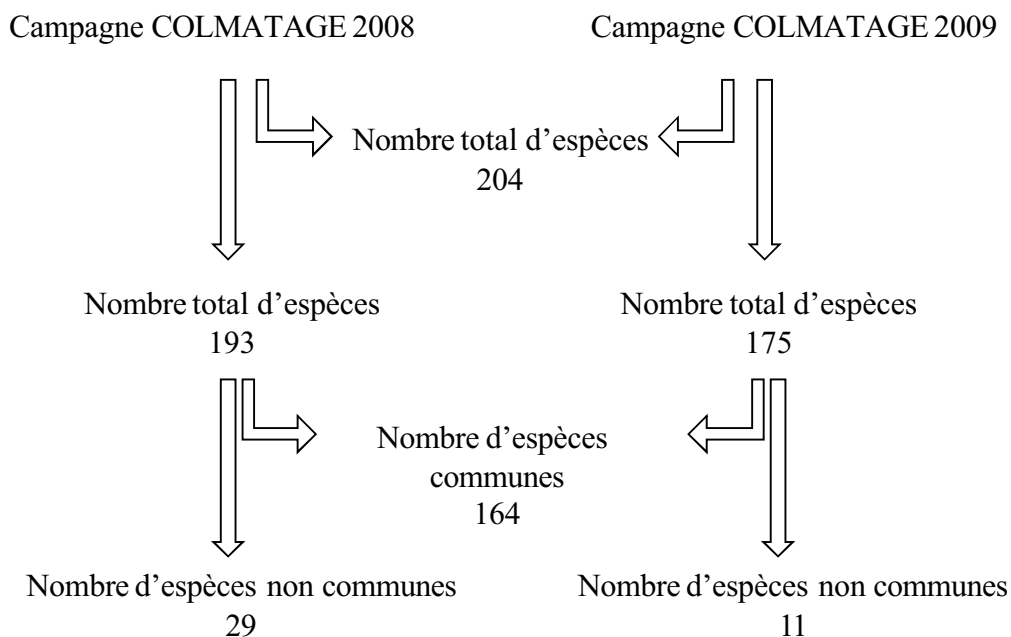 Campagne COLMATAGE 2008
Campagne COLMATAGE 2009
Nombre total d’espèces
204
Nombre total d’espèces
193
Nombre total d’espèces
175
Nombre d’espèces
communes
164
Nombre d’espèces non communes
29
Nombre d’espèces non communes
11